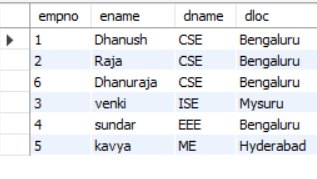 empno ename dname dloc
1 Dhanush CSE Bengaluru
2 Raja CSE Bengaluru
6 Dhanuraja CSE Bengaluru
3 venki ISE Mysuru
4 sundar EEE Bengaluru
5 kavya ME Hyderabad